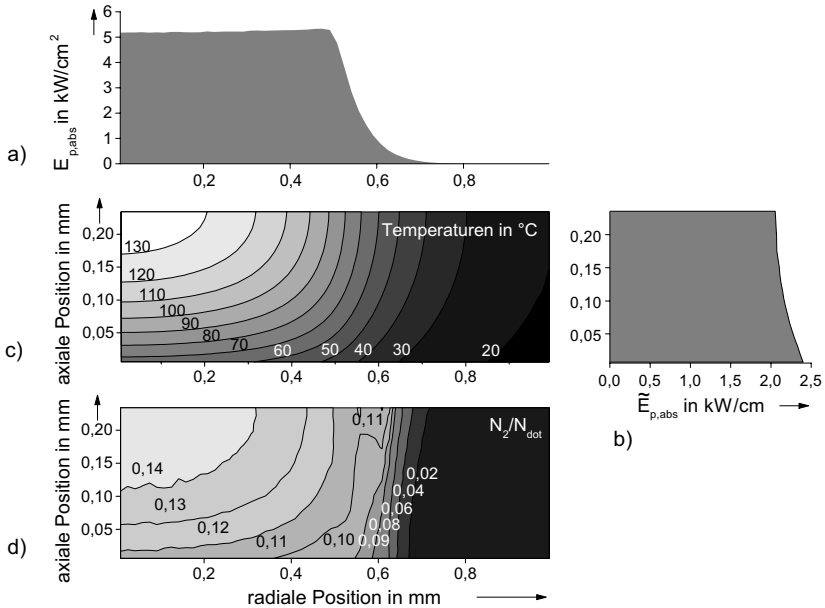 6
5
4
3
2
1
0
E_p,abs in kW/cm²
a)
0,2 0,4 0,6 0,8
Temperaturen in °C
0,20
0,15
0,10
0,05
axiale Position in mm
130
120
110
100
90
80
70
60 50 40 30 20
c)
0,2 0,4 0,6 0,8
0,20
0,15
0,10
0,05
0,0 0,5 1,0 1,5 2,0 2,5
Ẽ_p,abs in kW/cm
b)
N₂/N_dot
0,20
0,15
0,10
0,05
axiale Position in mm
0,11
0,14
0,13
0,12
0,11
0,10
0,02
0,04
0,06
0,08
0,09
d)
0,2 0,4 0,6 0,8
radiale Position in mm